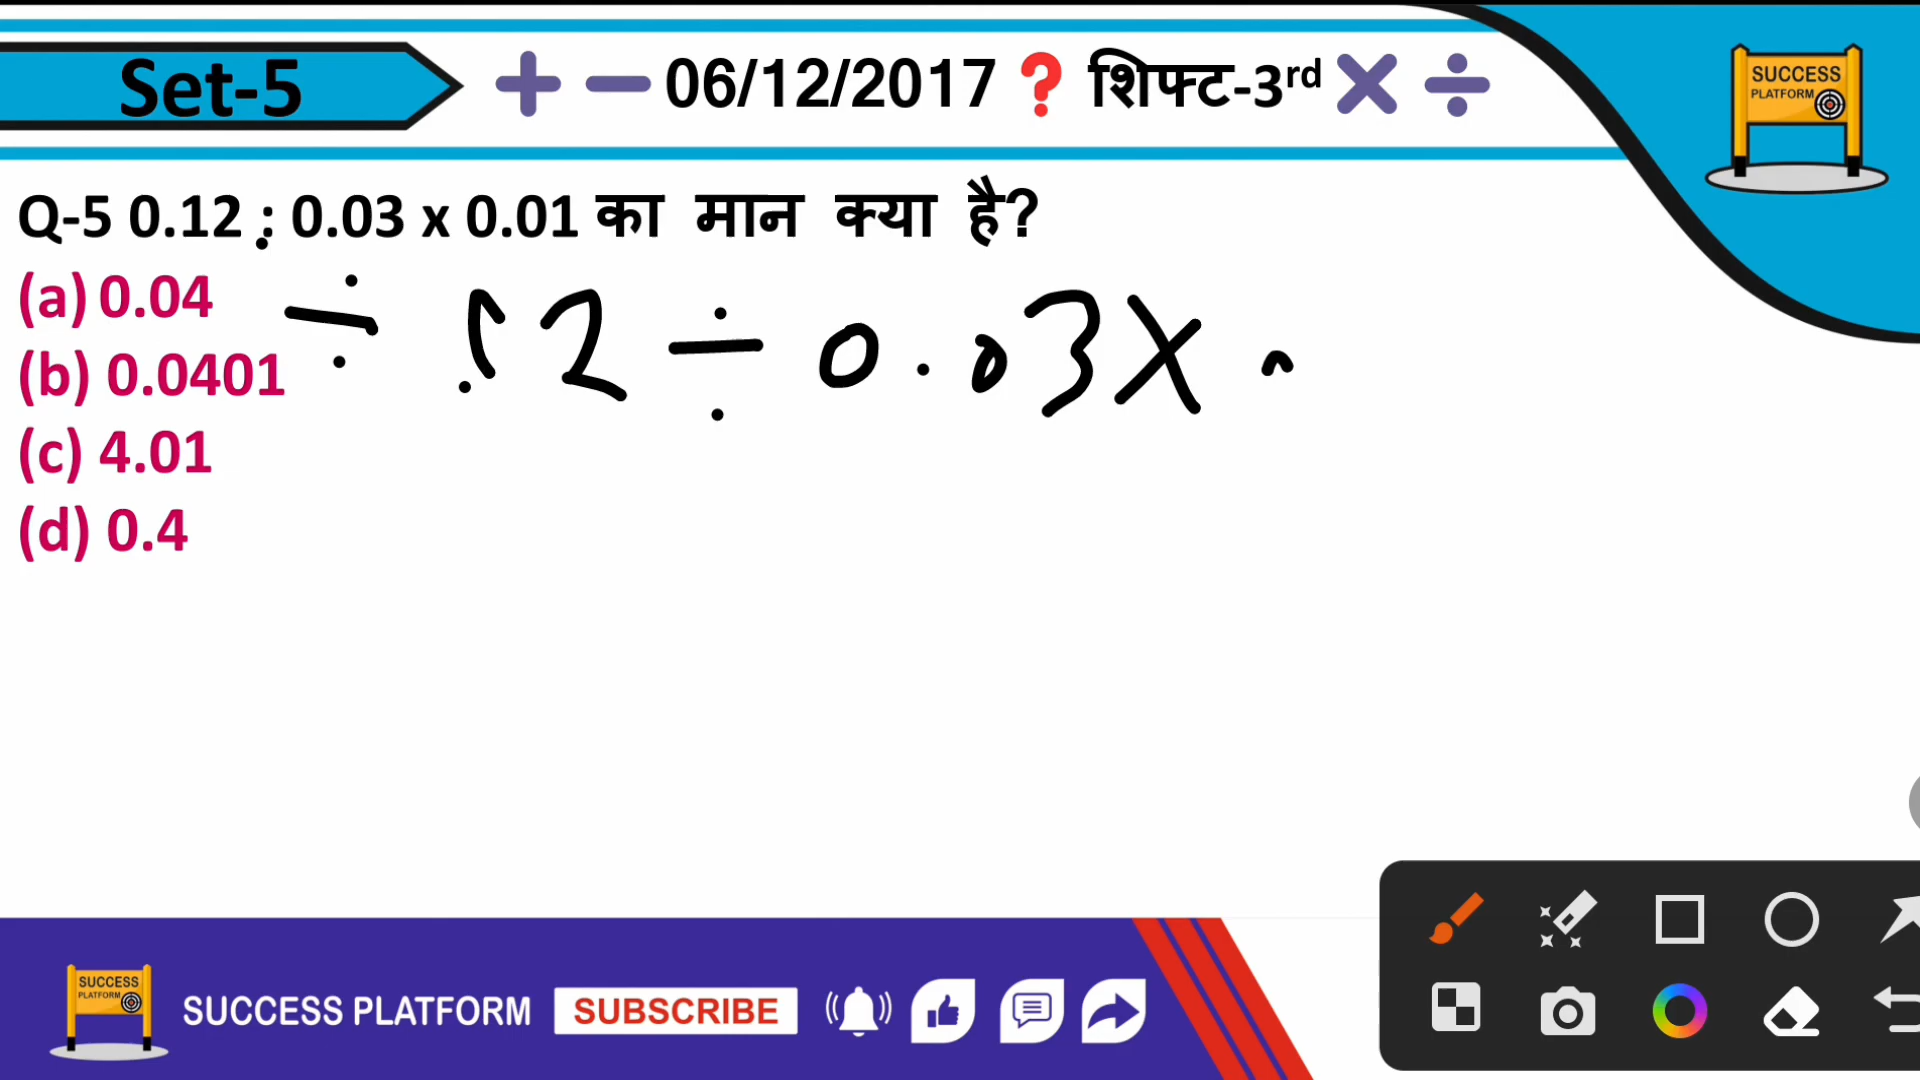 Set-5
06/12/2017 ❓ शिफ्ट-3rd
SUCCESS
PLATFORM
Q-5 0.12 : 0.03 x 0.01 का मान क्या है?
(a) 0.04
(b) 0.0401
(c) 4.01
(d) 0.4
÷ .12 ÷ 0.03X
SUCCESS
PLATFORM
SUCCESS PLATFORM
SUBSCRIBE